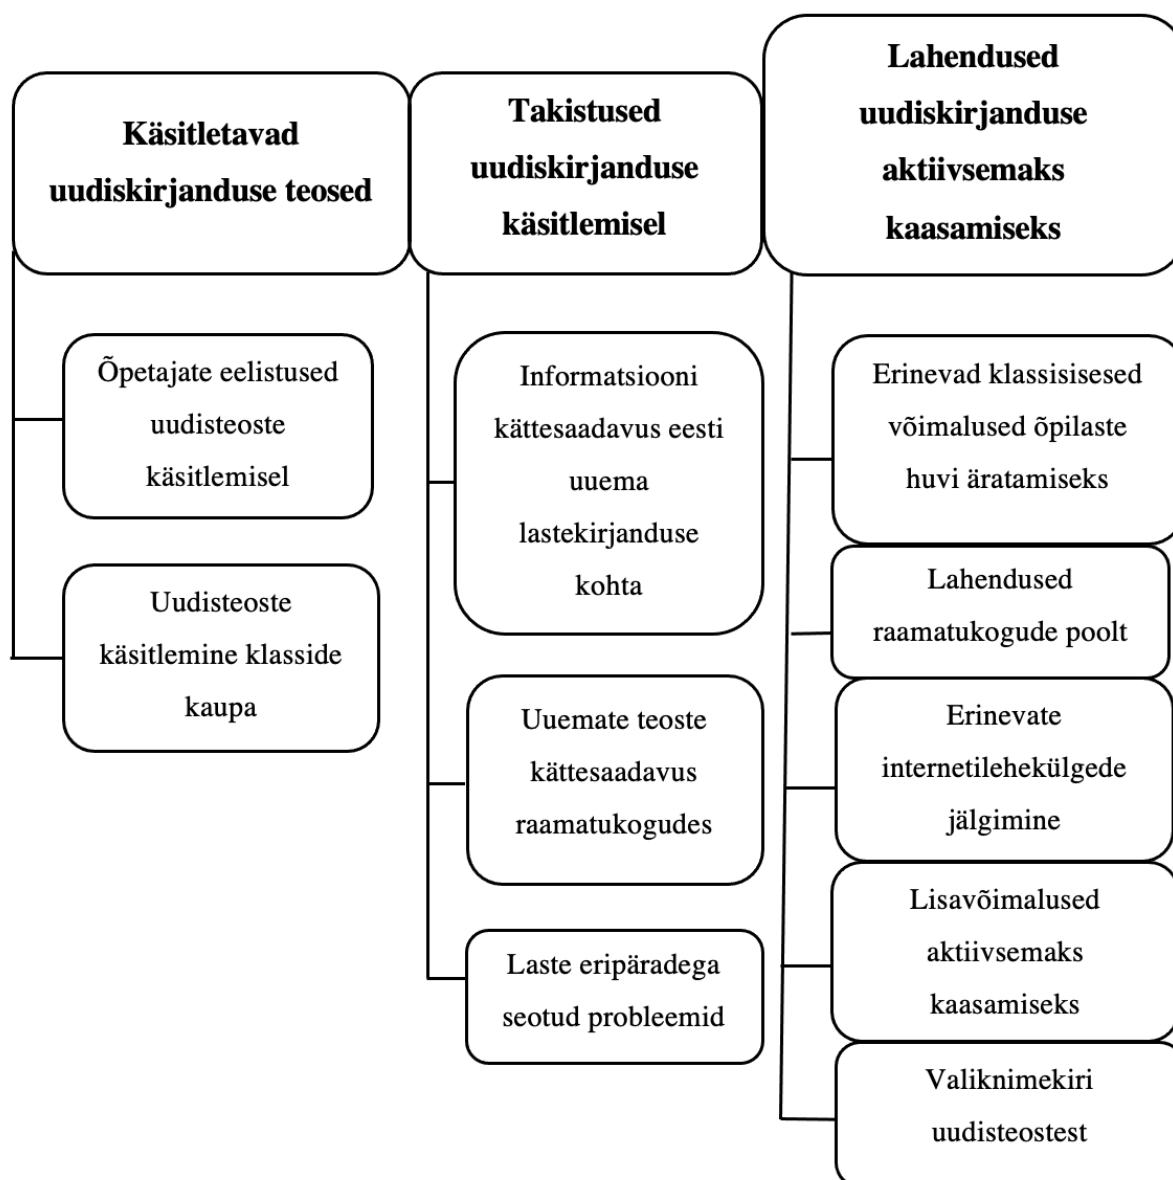 Käsitletavad
uudiskirjanduse teosed
Õpetajate eelistused
uudisteoste
käsitlemisel
Uudisteoste
käsitlemine klasside
kaupa
Takistused
uudiskirjanduse
käsitlemisel
Informatsiooni
kättesaadavus eesti
uuema
lastekirjanduse
kohta
Uuemate teoste
kättesaadavus
raamatukogudes
Laste eripäradega
seotud probleemid
Lahendused
uudiskirjanduse
aktiivsemaks
kaasamiseks
Erinevad klassisisesed
võimalused õpilaste
huvi äratamiseks
Lahendused
raamatukogude poolt
Erinevate
internetilehekülgede
jälgimine
Lisavõimalused
aktiivsemaks
kaasamiseks
Valiknimekiri
uudisteostest